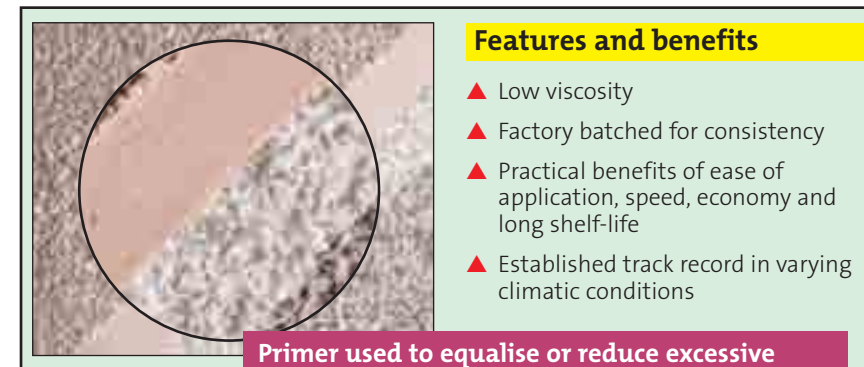 Features and benefits
Low viscosity
Factory batched for consistency
Practical benefits of ease of
application, speed, economy and
long shelf-life
Established track record in varying
climatic conditions
Primer used to equalise or reduce excessive